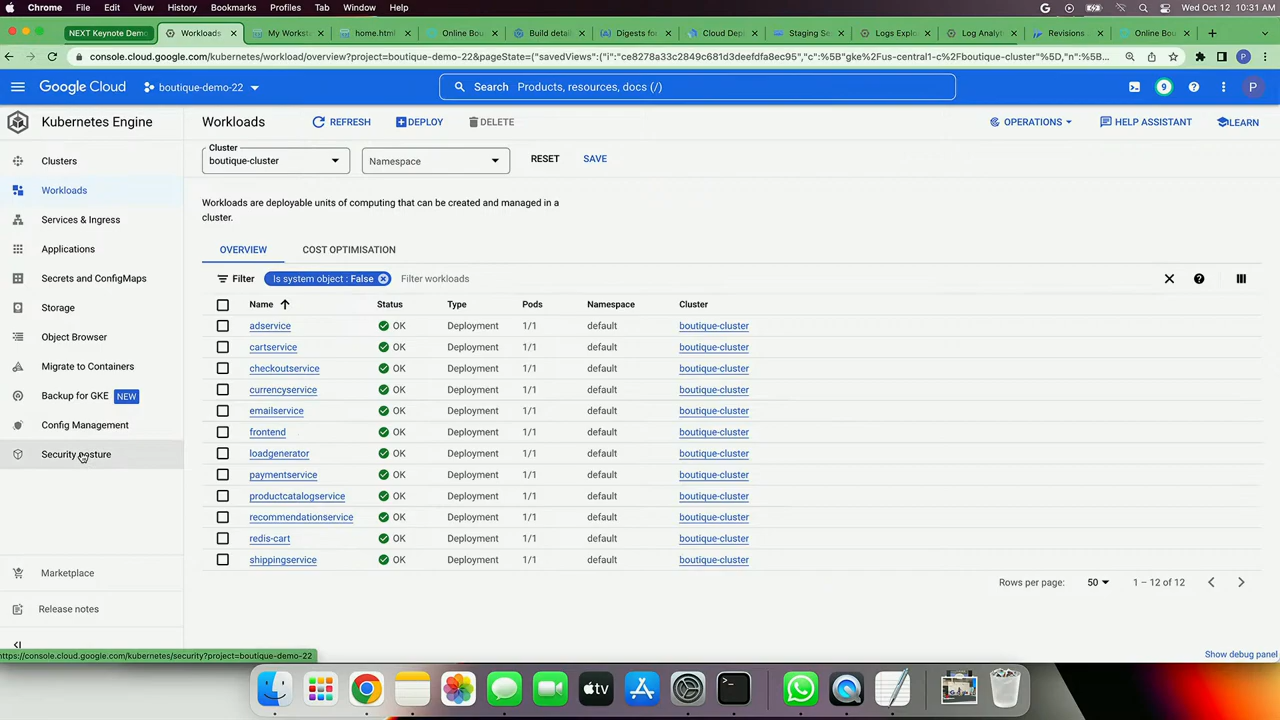 Chrome File Edit View History Bookmarks Profiles Tab Window Help Wed Oct 12 10:31 AM
NEXT Keynote Demo Workloads My Worksta home.html Online Bou Build detail Digests for Cloud Dep Staging Se Logs Explo Log Analyt Revisions Online Bou
console.cloud.google.com/kubernetes/workload/overview?project=boutique-demo-22&pageState=("savedViews":("i":"ce8278a33c2849c681d3deefdfa8ec95","c":%5B"gke%2Fus-central1-c%2Fboutique-cluster"%5D,"n":%5B...
Google Cloud boutique-demo-22 Search Products, resources, docs (/) 9 P
Kubernetes Engine
Workloads REFRESH DEPLOY DELETE OPERATIONS HELP ASSISTANT LEARN
Clusters
Workloads
Services & Ingress
Applications
Secrets and ConfigMaps
Storage
Object Browser
Migrate to Containers
Backup for GKE NEW
Config Management
Security Posture
Marketplace
Release notes
Cluster
boutique-cluster Namespace RESET SAVE
Workloads are deployable units of computing that can be created and managed in a
cluster.
OVERVIEW COST OPTIMISATION
Filter Is system object : False Filter workloads
Name Status Type Pods Namespace Cluster
adservice OK Deployment 1/1 default boutique-cluster
cartservice OK Deployment 1/1 default boutique-cluster
checkoutservice OK Deployment 1/1 default boutique-cluster
currencyservice OK Deployment 1/1 default boutique-cluster
emailservice OK Deployment 1/1 default boutique-cluster
frontend OK Deployment 1/1 default boutique-cluster
loadgenerator OK Deployment 1/1 default boutique-cluster
paymentservice OK Deployment 1/1 default boutique-cluster
productcatalogservice OK Deployment 1/1 default boutique-cluster
recommendationservice OK Deployment 1/1 default boutique-cluster
redis-cart OK Deployment 1/1 default boutique-cluster
shippingservice OK Deployment 1/1 default boutique-cluster
Rows per page: 50 1 – 12 of 12
https://console.cloud.google.com/kubernetes/security?project=boutique-demo-22
Show debug panel
tv